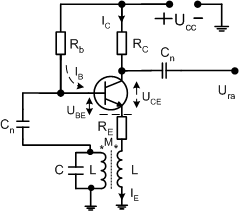 I_C
+ U_cc
R_b
R_C
C_n
I_B
U_BE
U_CE
U_ra
R_E
C_n
* M *
C
L
L
I_E